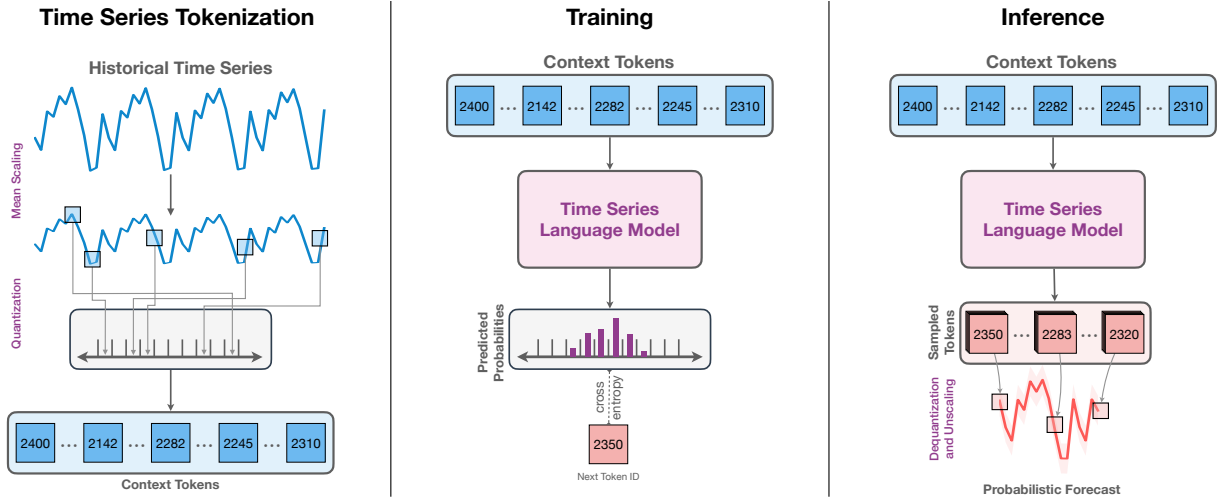 Time Series Tokenization
Historical Time Series
Mean Scaling
Quantization
2400 ... 2142 ... 2282 ... 2245 ... 2310
Context Tokens
Training
Context Tokens
2400 ... 2142 ... 2282 ... 2245 ... 2310
Time Series
Language Model
Predicted
Probabilities
cross
entropy
2350
Next Token ID
Inference
Context Tokens
2400 ... 2142 ... 2282 ... 2245 ... 2310
Time Series
Language Model
Sampled
Tokens
2350 ... 2283 ... 2320
Dequantization
and Unscaling
Probabilistic Forecast